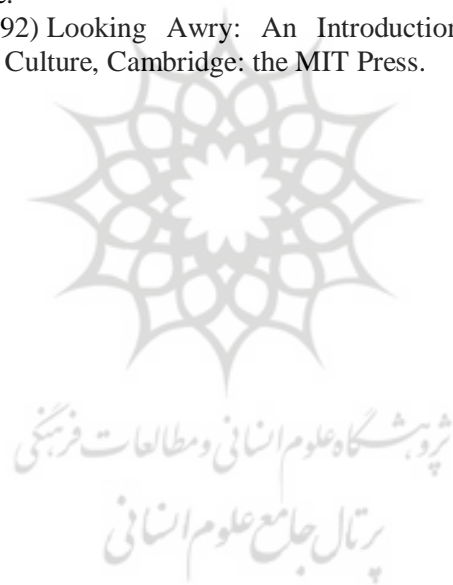 e.
92) Looking Awry: An Introduction
Culture, Cambridge: the MIT Press.
پژوهشگاه علوم انسانی و مطالعات فرهنگی
پرتال جامع علوم انسانی